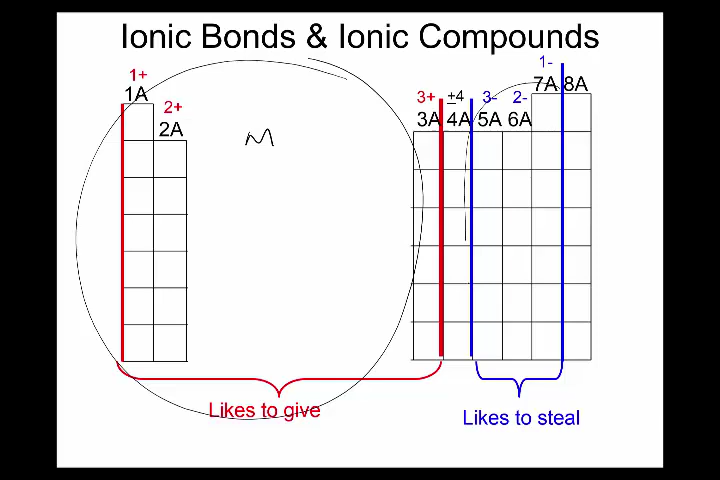 Ionic Bonds & Ionic Compounds
1+
1A
2+
2A
M
3+
3A
+4
4A
3-
5A
2-
6A
1-
7A
8A
Likes to give
Likes to steal